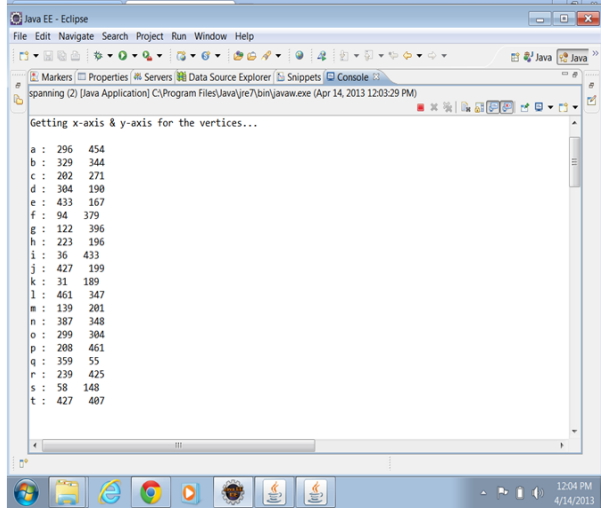 Java EE - Eclipse
File Edit Navigate Search Project Run Window Help
Java Java
Markers Properties Servers Data Source Explorer Snippets Console
spanning (2) [Java Application] C:\Program Files\Java\jre7\bin\javaw.exe (Apr 14, 2013 12:03:29 PM)
Getting x-axis & y-axis for the vertices...
a : 296 454
b : 329 344
c : 202 271
d : 304 190
e : 433 167
f : 94 379
g : 122 396
h : 223 196
i : 36 433
j : 427 199
k : 31 189
l : 461 347
m : 139 201
n : 387 348
o : 299 304
p : 208 461
q : 359 55
r : 239 425
s : 58 148
t : 427 407
12:04 PM
4/14/2013